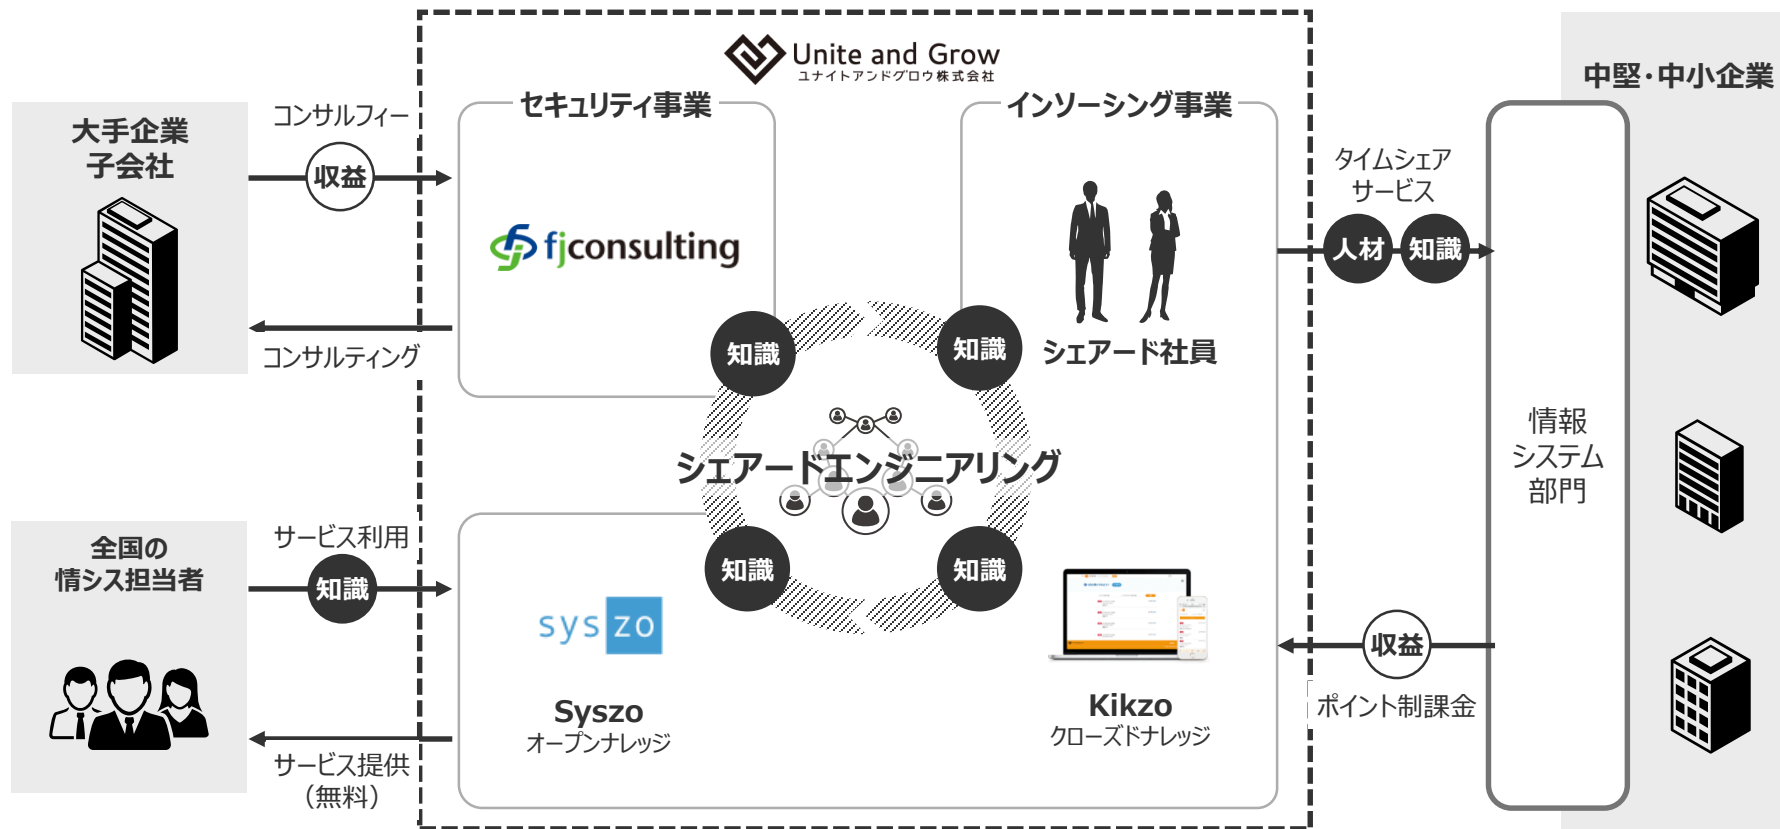 Unite and Grow
ユナイトアンドグロウ株式会社
大手企業
子会社
コンサルフィー
収益
コンサルティング
セキュリティ事業
fjconsulting
インソーシング事業
シェアード社員
タイムシェア
サービス
人材
知識
中堅・中小企業
情報
システム
部門
知識
知識
シェアードエンジニアリング
知識
知識
全国の
情シス担当者
サービス利用
知識
サービス提供
（無料）
sys zo
Syszo
オープンナレッジ
Kikzo
クローズドナレッジ
収益
ポイント制課金